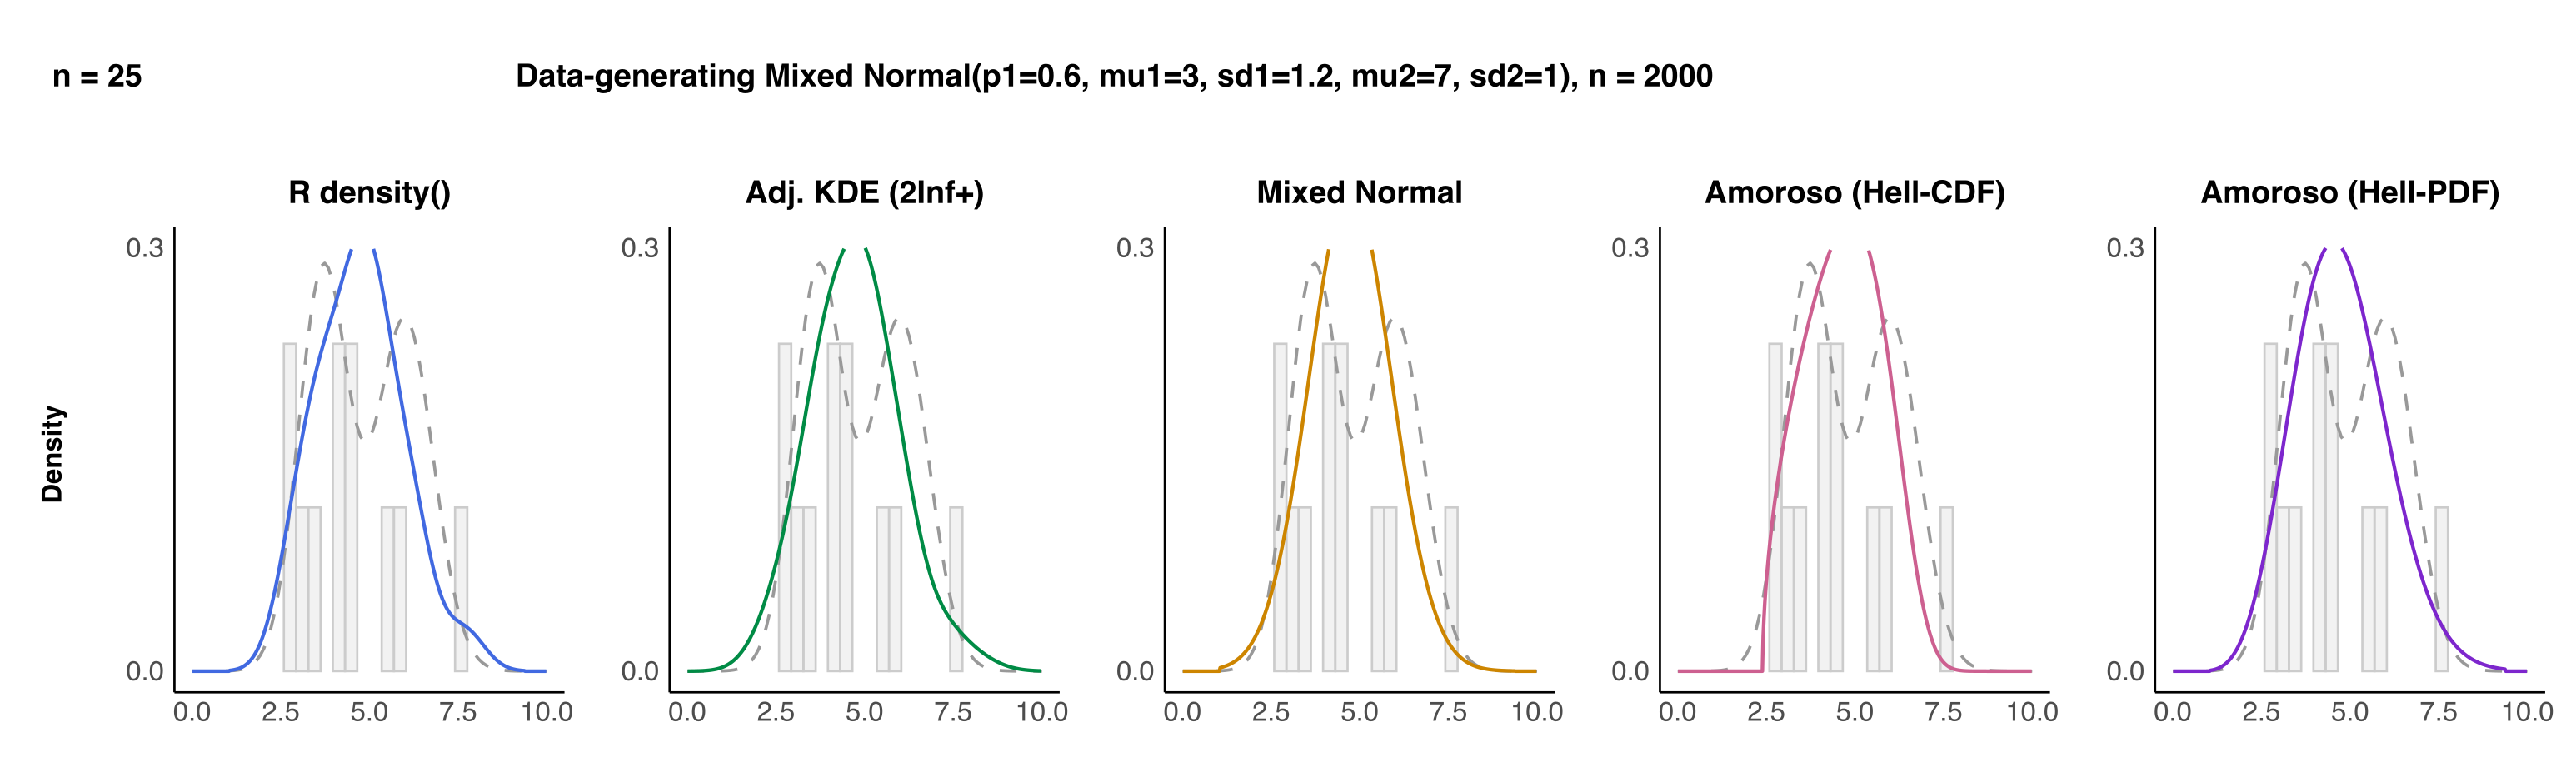 n = 25
Data-generating Mixed Normal(p1=0.6, mu1=3, sd1=1.2, mu2=7, sd2=1), n = 2000
R density()
Adj. KDE (2Inf+)
Mixed Normal
Amoroso (Hell-CDF)
Amoroso (Hell-PDF)
Density
0.3
0.0
0.0 2.5 5.0 7.5 10.0
0.3
0.0
0.0 2.5 5.0 7.5 10.0
0.3
0.0
0.0 2.5 5.0 7.5 10.0
0.3
0.0
0.0 2.5 5.0 7.5 10.0
0.3
0.0
0.0 2.5 5.0 7.5 10.0